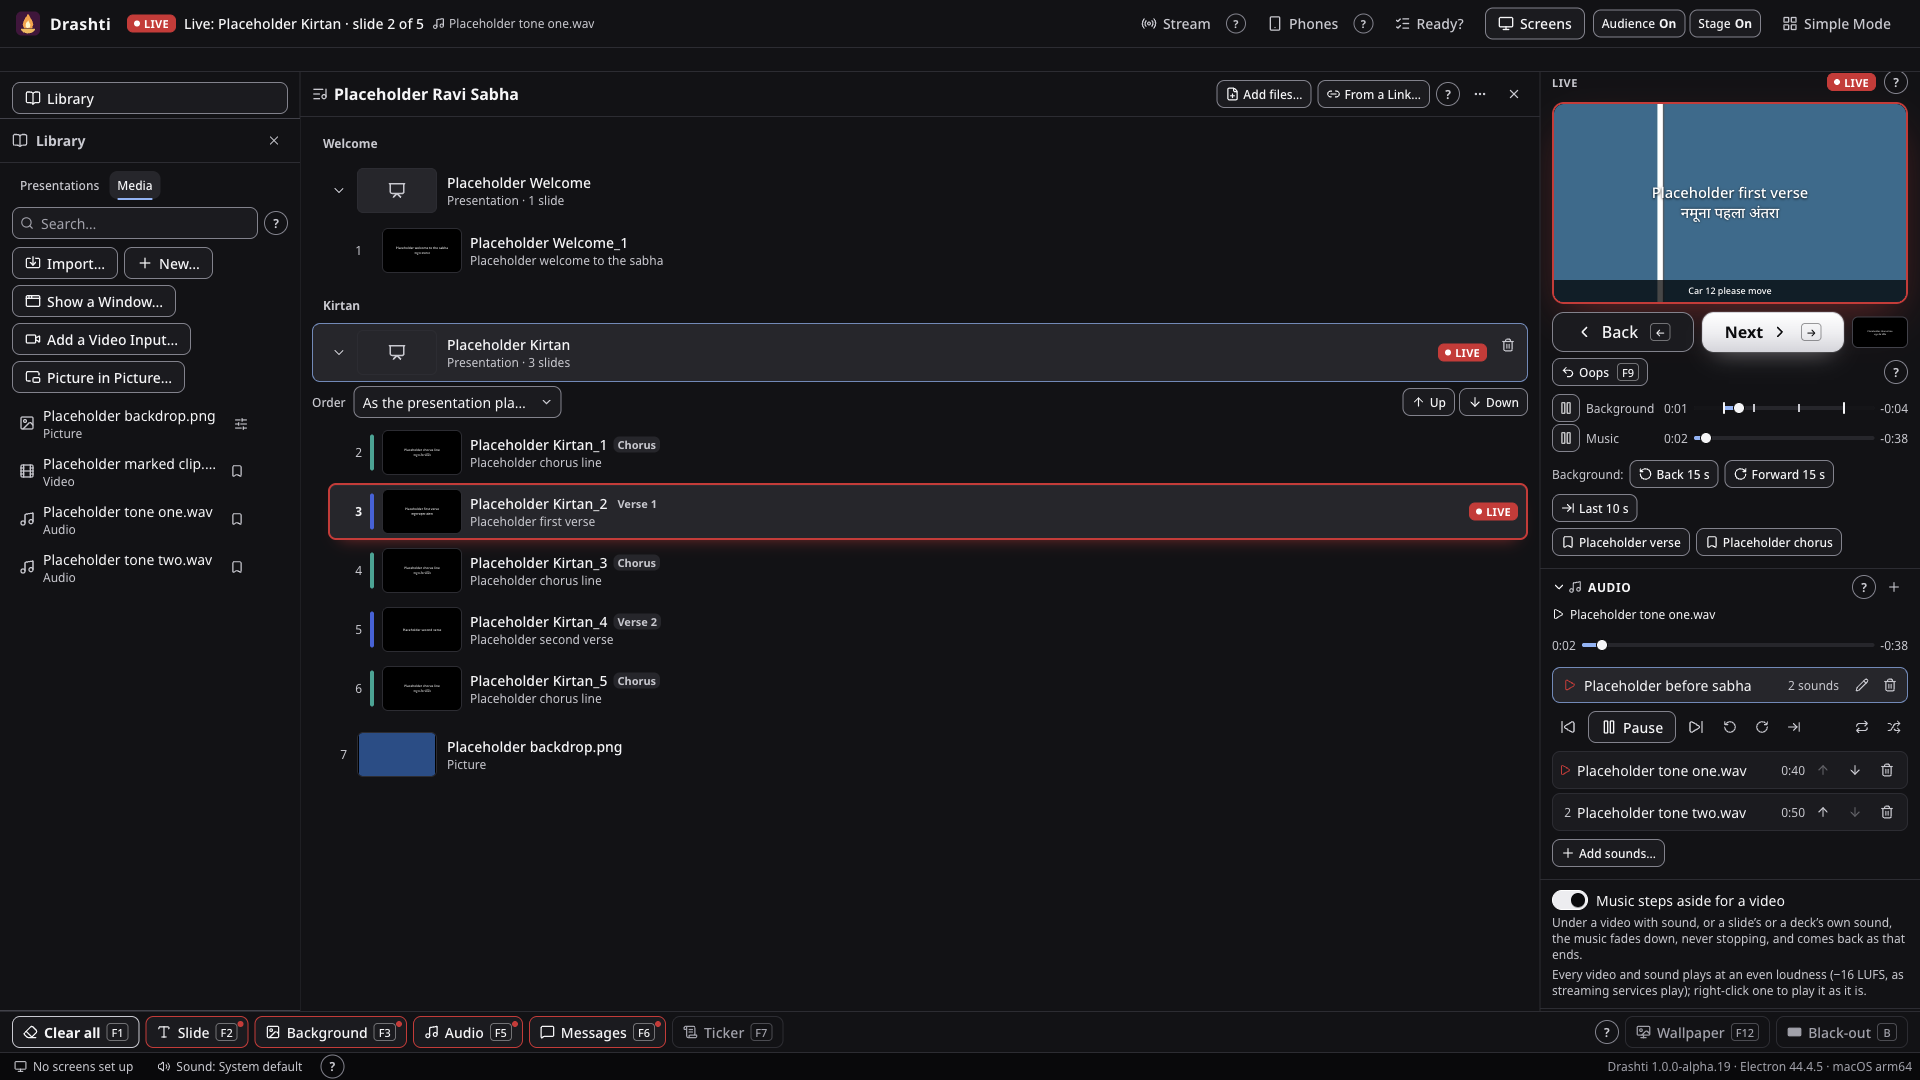 Drashti
LIVE
Live: Placeholder Kirtan · slide 2 of 5
Placeholder tone one.wav
Stream
?
Phones
?
Ready?
Screens
Audience On
Stage On
Simple Mode
Library
Library
Presentations
Media
Search...
?
Import...
New...
Show a Window...
Add a Video Input...
Picture in Picture...
Placeholder backdrop.png
Picture
Placeholder marked clip....
Video
Placeholder tone one.wav
Audio
Placeholder tone two.wav
Audio
Placeholder Ravi Sabha
Add files...
From a Link...
?
Welcome
Placeholder Welcome
Presentation · 1 slide
1
Placeholder Welcome_1
Placeholder welcome to the sabha
Kirtan
Placeholder Kirtan
Presentation · 3 slides
LIVE
Order
As the presentation pla...
Up
Down
2
Placeholder Kirtan_1
Chorus
Placeholder chorus line
3
Placeholder Kirtan_2
Verse 1
Placeholder first verse
LIVE
4
Placeholder Kirtan_3
Chorus
Placeholder chorus line
5
Placeholder Kirtan_4
Verse 2
Placeholder second verse
6
Placeholder Kirtan_5
Chorus
Placeholder chorus line
7
Placeholder backdrop.png
Picture
LIVE
LIVE
?
Placeholder first verse
नमूना पहला अंतरा
Car 12 please move
Back
Next
Oops F9
?
Background 0:01 -0:04
Music 0:02 -0:38
Background:
Back 15 s
Forward 15 s
Last 10 s
Placeholder verse
Placeholder chorus
AUDIO
?
Placeholder tone one.wav
0:02 -0:38
Placeholder before sabha
2 sounds
Pause
Placeholder tone one.wav 0:40
2 Placeholder tone two.wav 0:50
Add sounds...
Music steps aside for a video
Under a video with sound, or a slide’s or a deck’s own sound,
the music fades down, never stopping, and comes back as that
ends.
Every video and sound plays at an even loudness (−16 LUFS, as
streaming services play); right-click one to play it as it is.
Clear all F1
Slide F2
Background F3
Audio F5
Messages F6
Ticker F7
?
Wallpaper F12
Black-out B
No screens set up
Sound: System default
?
Drashti 1.0.0-alpha.19 · Electron 44.4.5 · macOS arm64